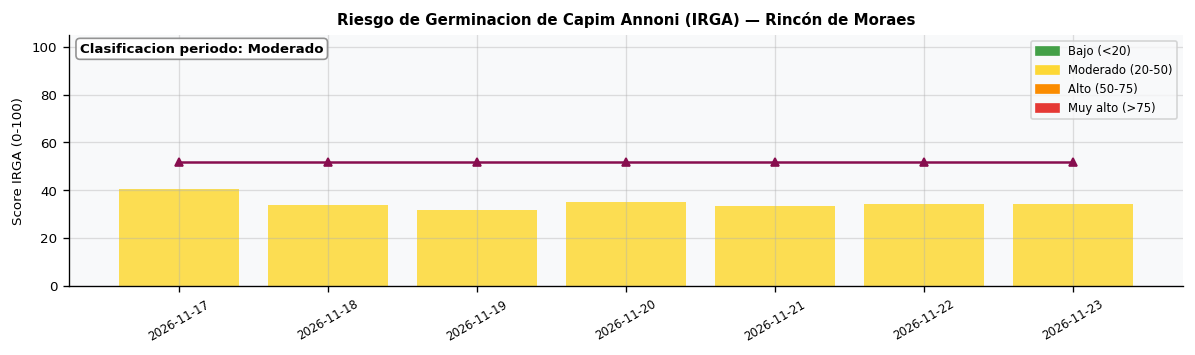 Riesgo de Germinacion de Capim Annoni (IRGA) — Rincón de Moraes
Clasificacion periodo: Moderado
Bajo (<20)
Moderado (20-50)
Alto (50-75)
Muy alto (>75)
Score IRGA (0-100)
100
80
60
40
20
0
2026-11-17
2026-11-18
2026-11-19
2026-11-20
2026-11-21
2026-11-22
2026-11-23